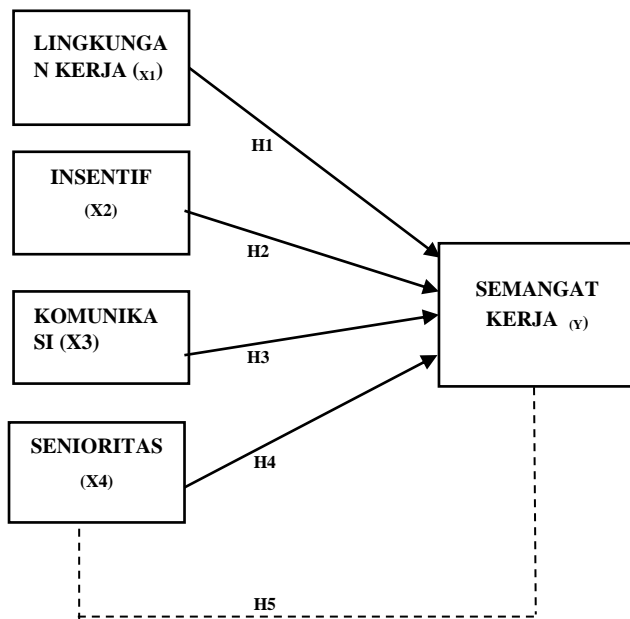 LINGKUNGA
N KERJA (X1)
H1
INSENTIF
(X2)
H2
SEMANGAT
KERJA (Y)
KOMUNIKA
SI (X3)
H3
SENIORITAS
(X4)
H4
H5